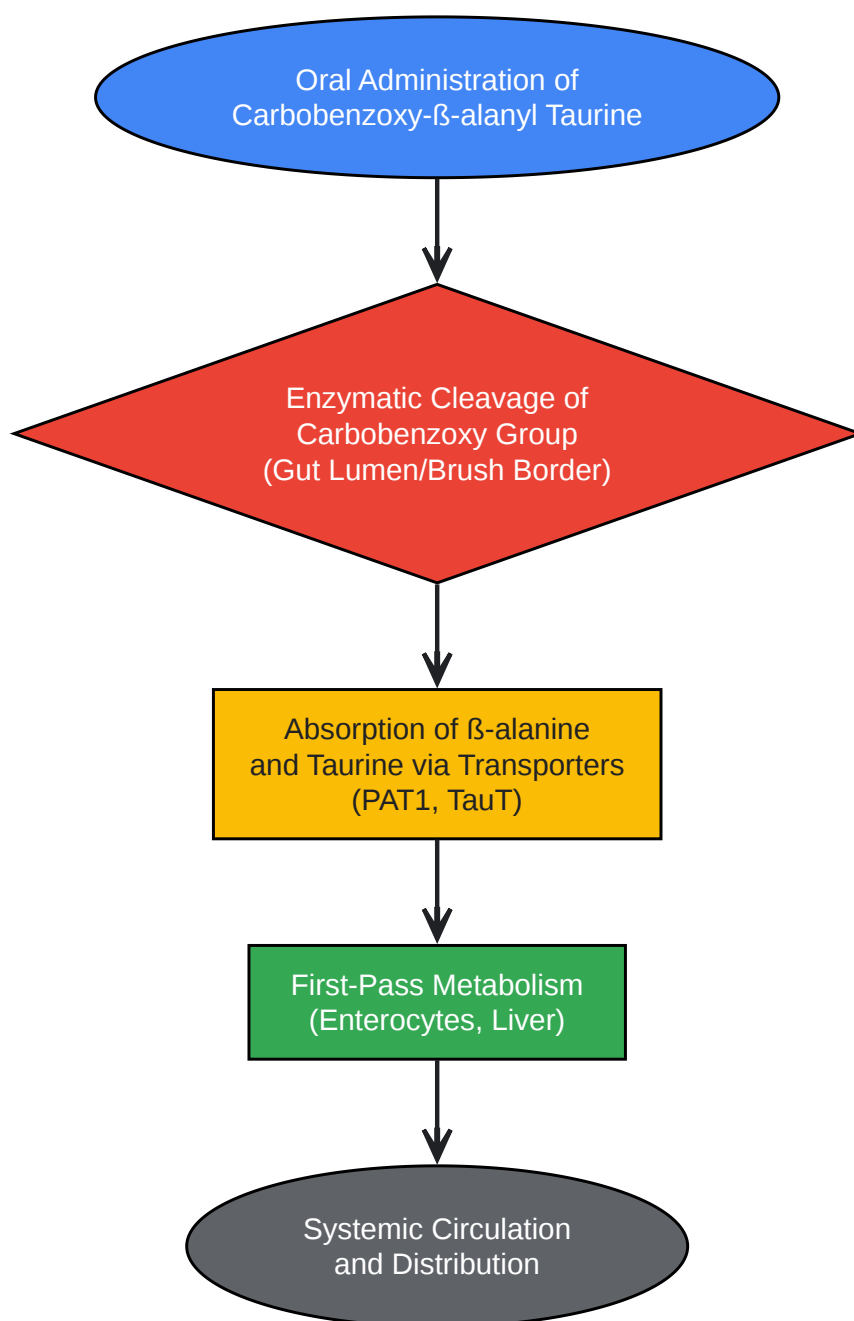 Oral Administration of
Carbobenzoxy-ß-alanyl Taurine
Enzymatic Cleavage of
Carbobenzoxy Group
(Gut Lumen/Brush Border)
Absorption of ß-alanine
and Taurine via Transporters
(PAT1, TauT)
First-Pass Metabolism
(Enterocytes, Liver)
Systemic Circulation
and Distribution